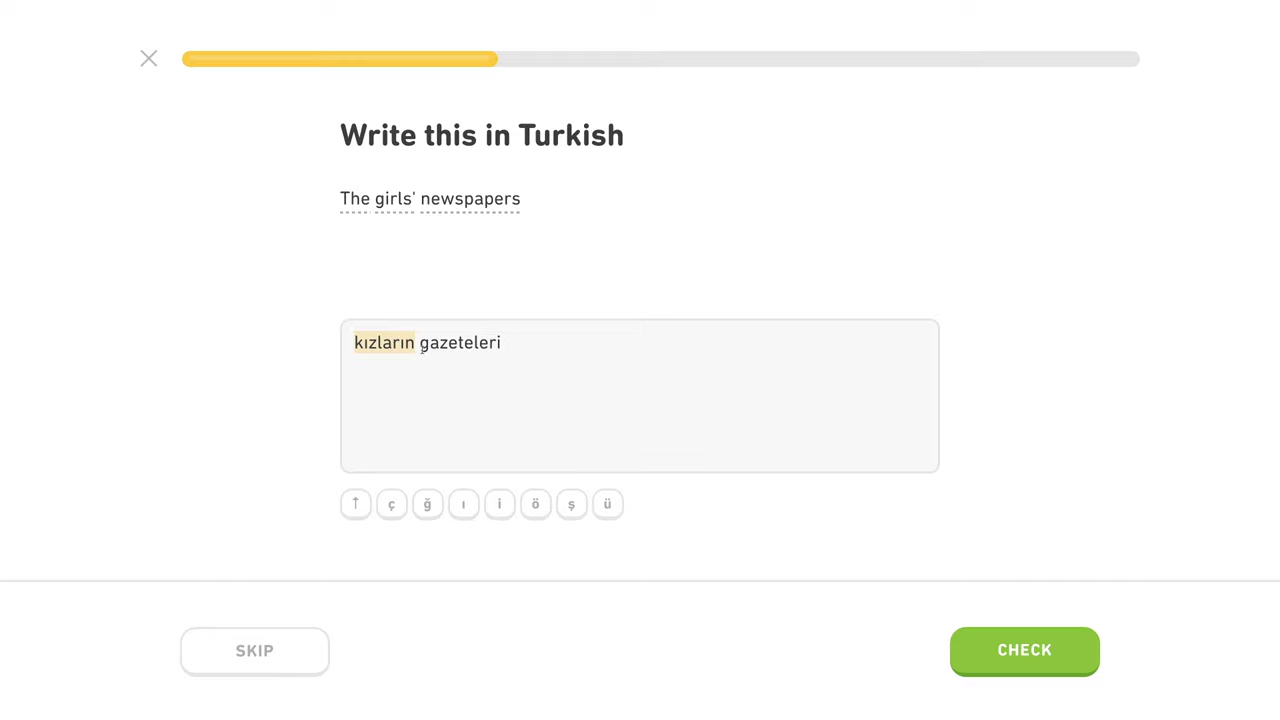 Write this in Turkish
The girls' newspapers
kızların gazeteleri
↑ ç ğ ı i ö ş ü
SKIP
CHECK